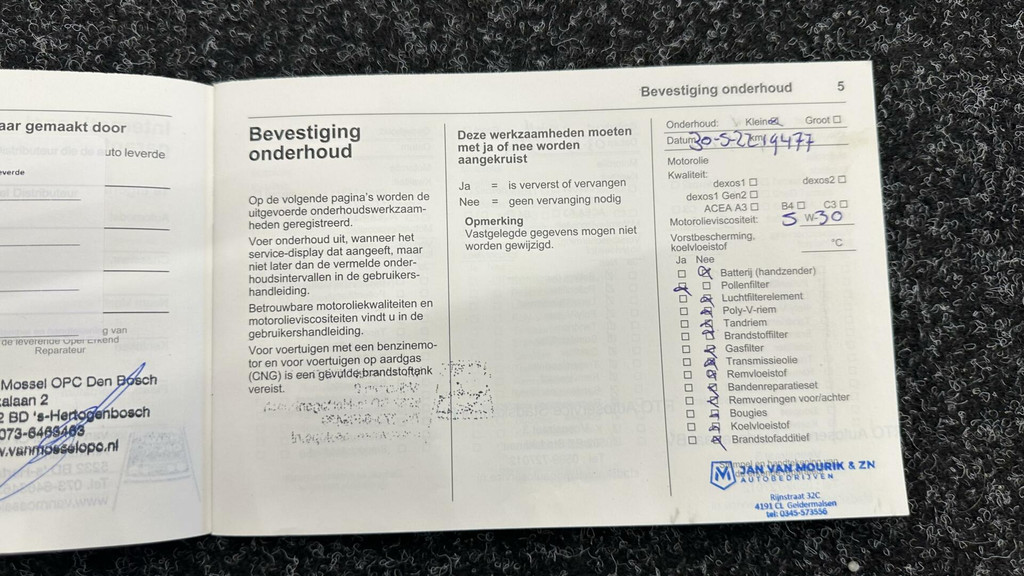 aar gemaakt door
uto leverde
everde
g van
de leverende Opel Erkend
Reparateur
Mossel OPC Den Bosch
alaan 2
2 BD 's-Hertogenbosch
073-6463463
v.vanmosselopc.nl
Bevestiging onderhoud 5
Bevestiging
onderhoud
Op de volgende pagina's worden de
uitgevoerde onderhoudswerkzaam-
heden geregistreerd.
Voer onderhoud uit, wanneer het
service-display dat aangeeft, maar
niet later dan de vermelde onder-
houdsintervallen in de gebruikers-
handleiding.
Betrouwbare motoroliekwaliteiten en
motorolieviscositeiten vindt u in de
gebruikershandleiding.
Voor voertuigen met een benzinemo-
tor en voor voertuigen op aardgas
(CNG) is een gevulde brandstoftank
vereist.
Deze werkzaamheden moeten
met ja of nee worden
aangekruist
Ja = is ververst of vervangen
Nee = geen vervanging nodig
Opmerking
Vastgelegde gegevens mogen niet
worden gewijzigd.
Onderhoud: Klein Groot
Datum 30-5-22 km 19477
Motorolie
Kwaliteit:
dexos1 dexos2
dexos1 Gen2
ACEA A3 B4 C3
Motorolieviscositeit: 5 W-30
Vorstbescherming,
koelvloeistof °C
Ja Nee
Batterij (handzender)
Pollenfilter
Luchtfilterelement
Poly-V-riem
Tandriem
Brandstoffilter
Gasfilter
Transmissieolie
Remvloeistof
Bandenreparatieset
Remvoeringen voor/achter
Bougies
Koelvloeistof
Brandstofadditief
JAN VAN MOURIK & ZN
AUTOBEDRIJVEN
Rijnstraat 32C
4191 CL Geldermalsen
tel: 0345-573556